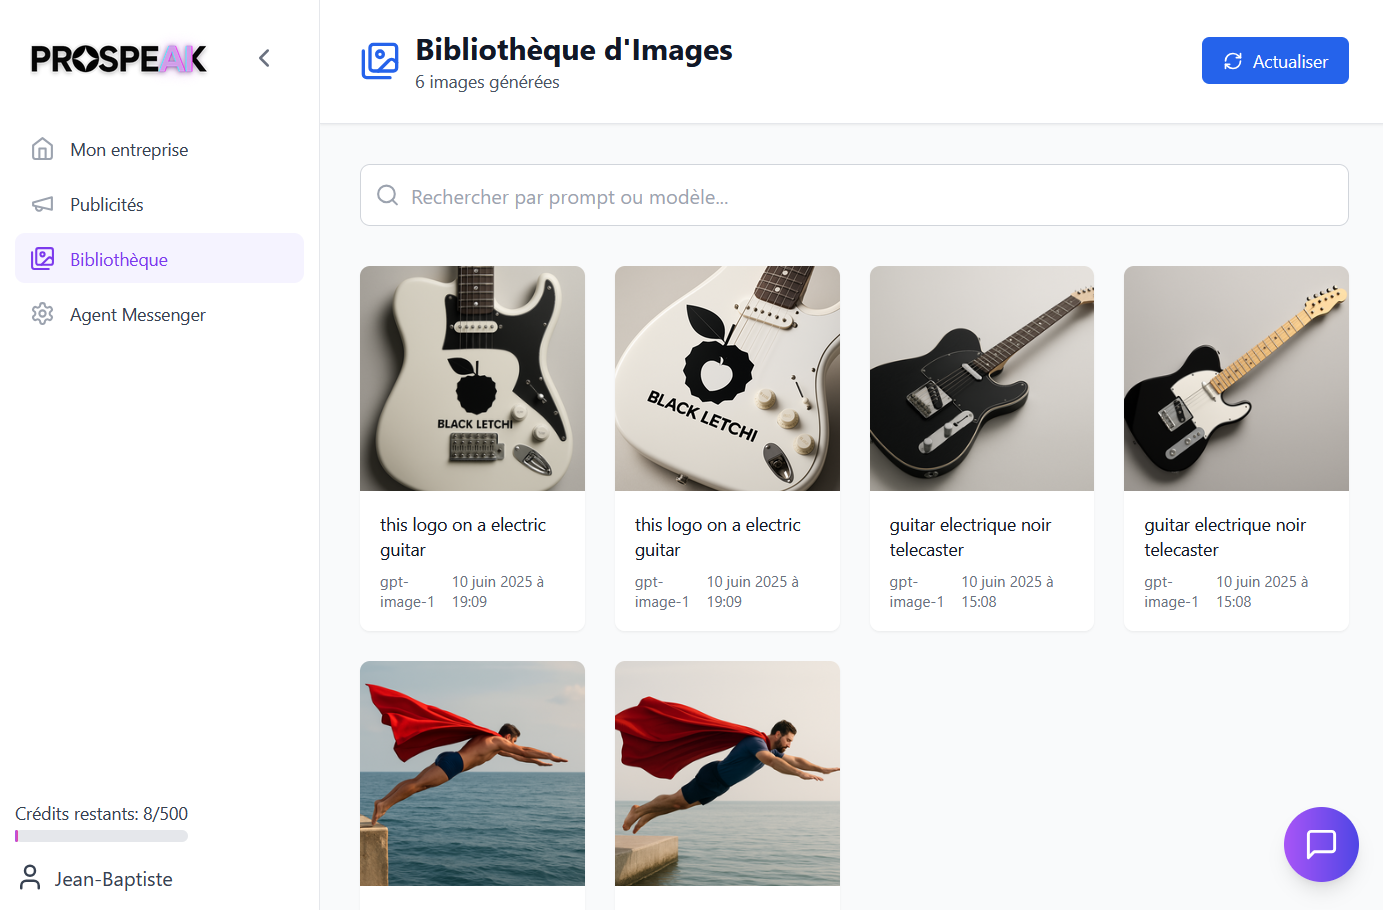 PROSPEAK
Mon entreprise
Publicités
Bibliothèque
Agent Messenger
Crédits restants: 8/500
Jean-Baptiste
Bibliothèque d'Images
6 images générées
Actualiser
Rechercher par prompt ou modèle...
BLACK LETCHI
this logo on a electric
guitar
gpt-
image-1
10 juin 2025 à
19:09
BLACK LETCHI
this logo on a electric
guitar
gpt-
image-1
10 juin 2025 à
19:09
guitar electrique noir
telecaster
gpt-
image-1
10 juin 2025 à
15:08
guitar electrique noir
telecaster
gpt-
image-1
10 juin 2025 à
15:08